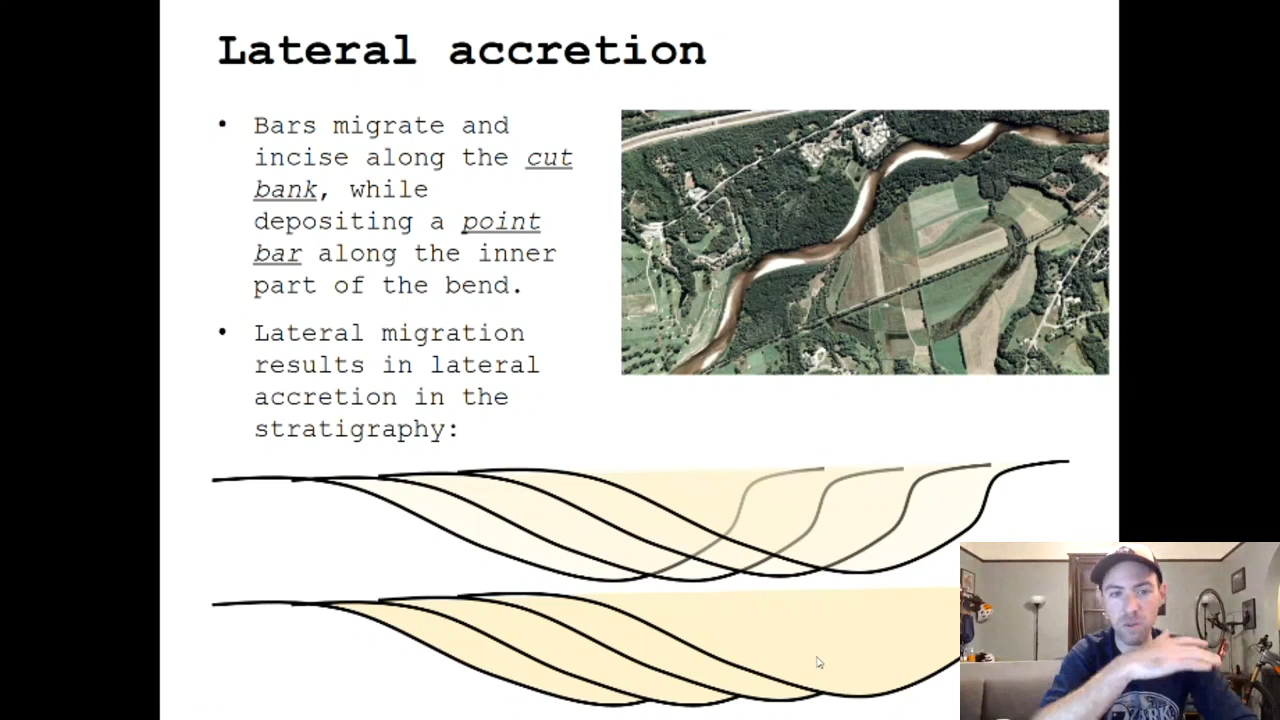 Lateral accretion
• Bars migrate and
incise along the cut
bank, while
depositing a point
bar along the inner
part of the bend.
• Lateral migration
results in lateral
accretion in the
stratigraphy: